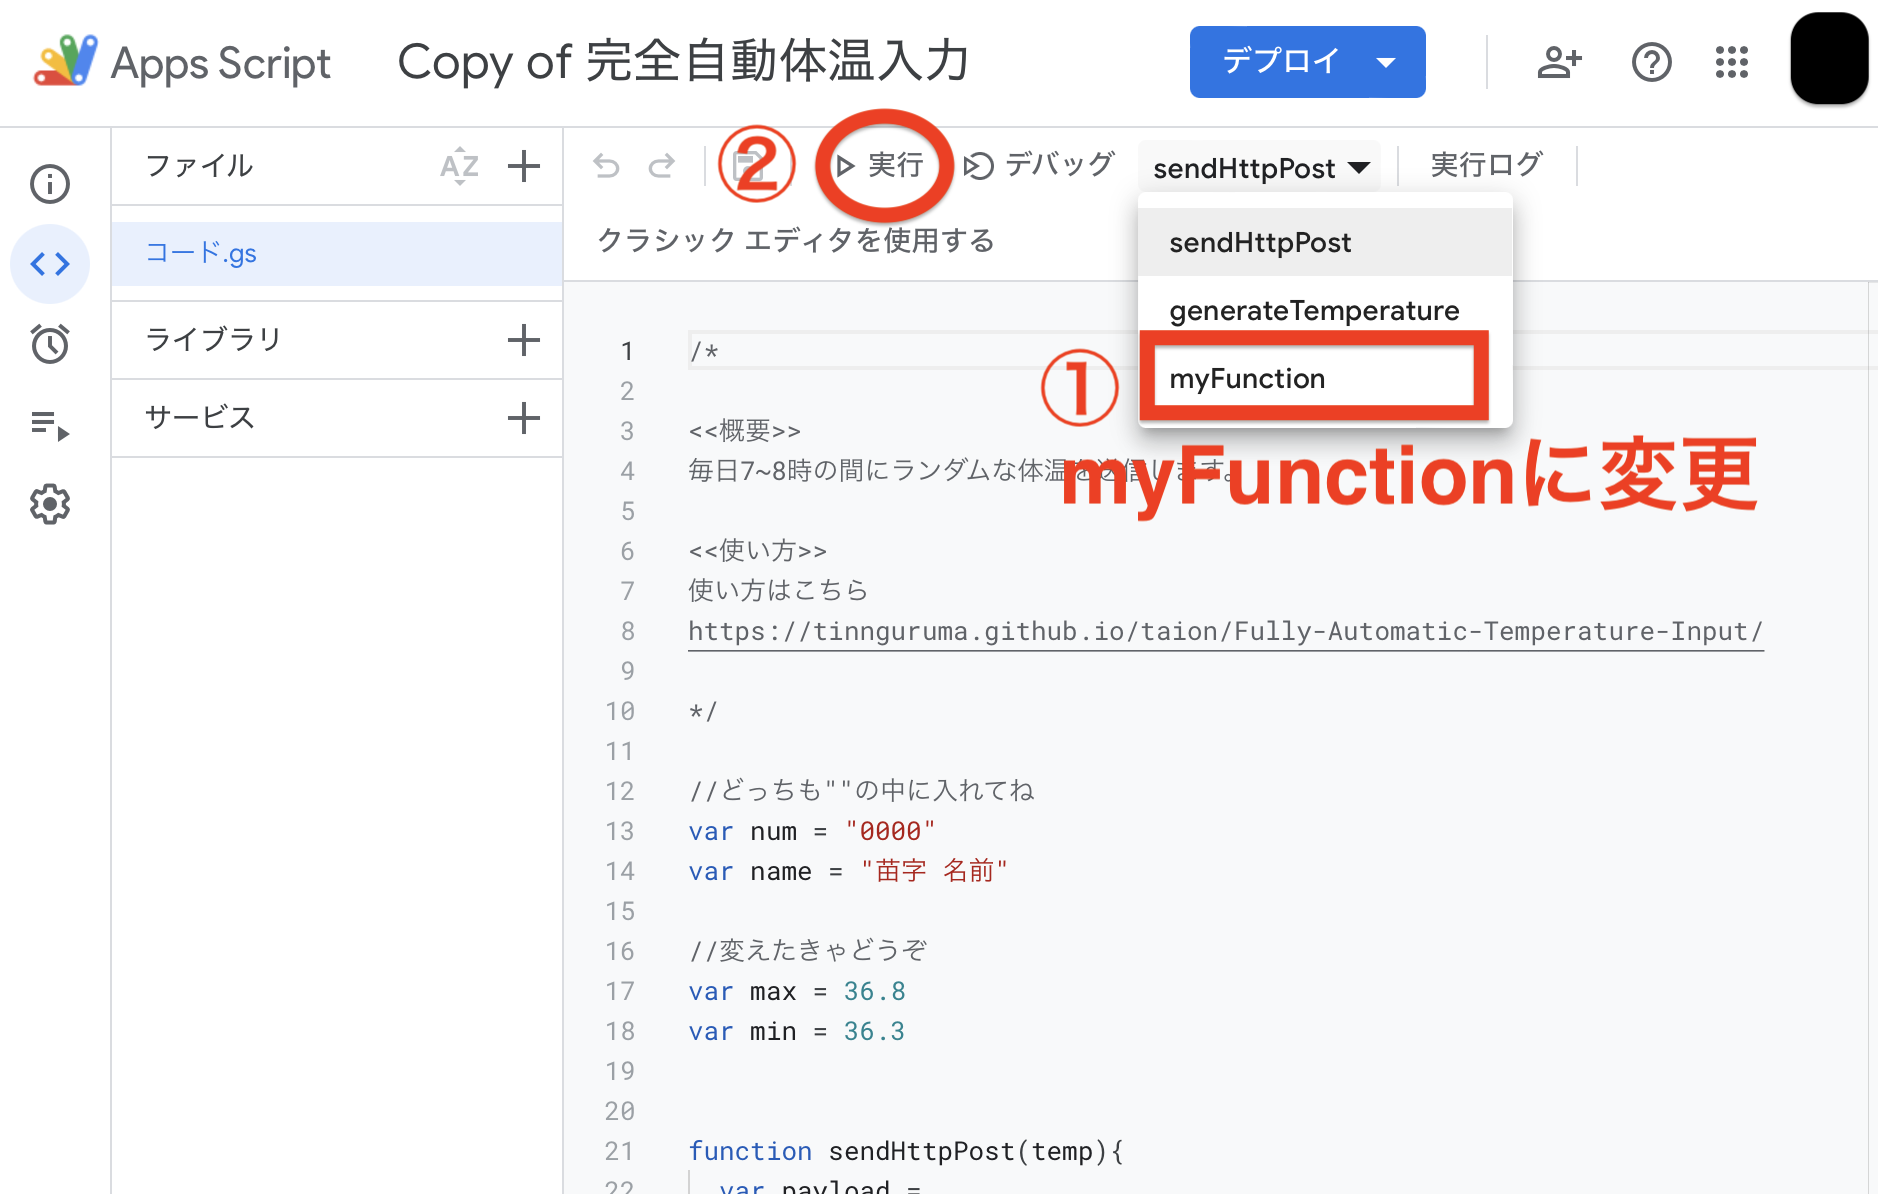 Apps Script
Copy of 完全自動体温入力
デプロイ
ファイル
AZ
② 実行
デバッグ
sendHttpPost
実行ログ
クラシック エディタを使用する
コード.gs
ライブラリ
サービス
sendHttpPost
generateTemperature
① myFunction
myFunctionに変更
1 /*
2
3 <<概要>>
4 毎日7~8時の間にランダムな体温を送信します。
5
6 <<使い方>>
7 使い方はこちら
8 https://tinnguruma.github.io/taion/Fully-Automatic-Temperature-Input/
9
10 */
11
12 //どっちも""の中に入れてね
13 var num = "0000"
14 var name = "苗字 名前"
15
16 //変えたきゃどうぞ
17 var max = 36.8
18 var min = 36.3
19
20
21 function sendHttpPost(temp){
22 var payload =